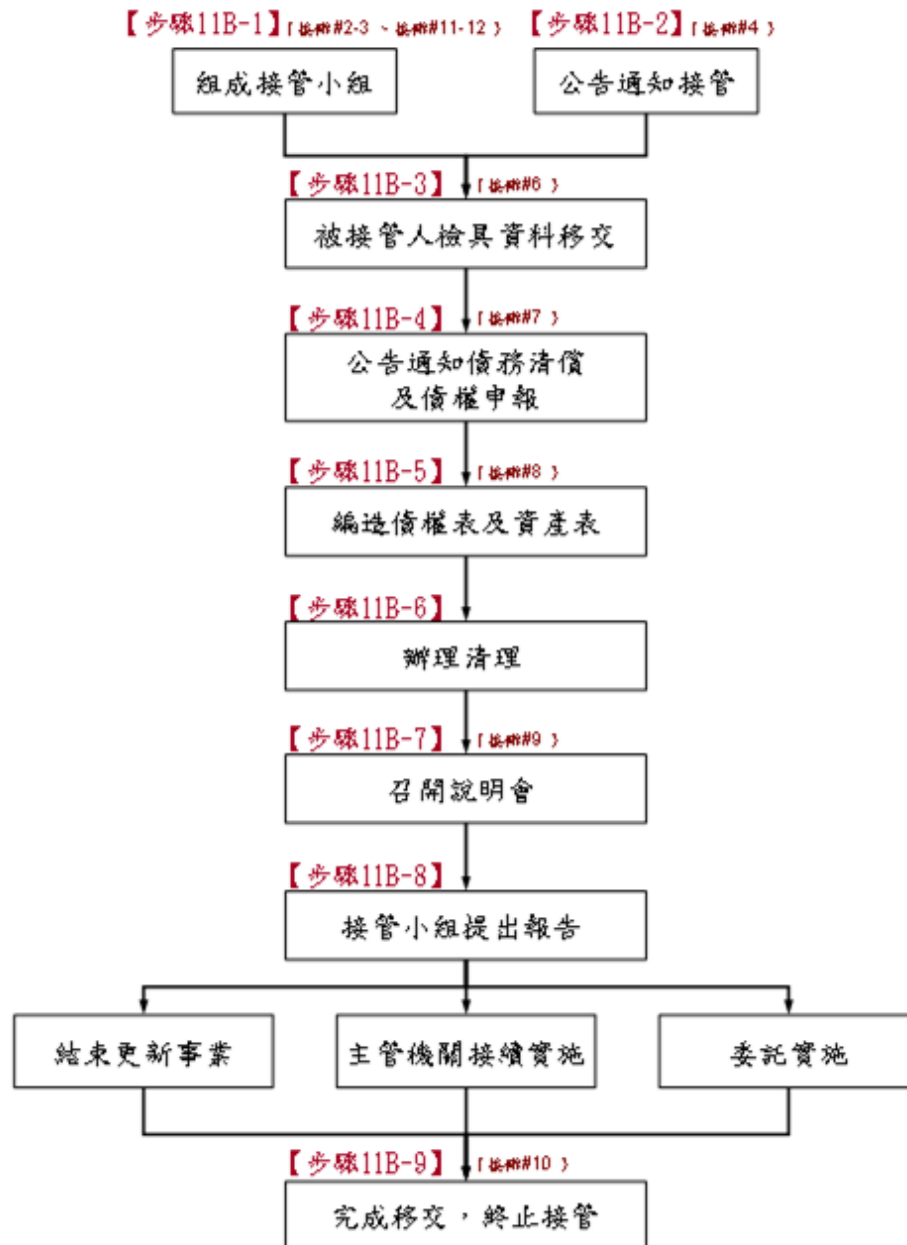 【步驟11B-1】{接辦#2-3、接辦#11-12}
【步驟11B-2】{接辦#4}
組成接管小組
公告通知接管
【步驟11B-3】{接辦#6}
被接管人檢具資料移交
【步驟11B-4】{接辦#7}
公告通知債務清償
及債權申報
【步驟11B-5】{接辦#8}
編造債權表及資產表
【步驟11B-6】
辦理清理
【步驟11B-7】{接辦#9}
召開說明會
【步驟11B-8】
接管小組提出報告
結束更新事業
主管機關接續實施
委託實施
【步驟11B-9】{接辦#10}
完成移交，終止接管